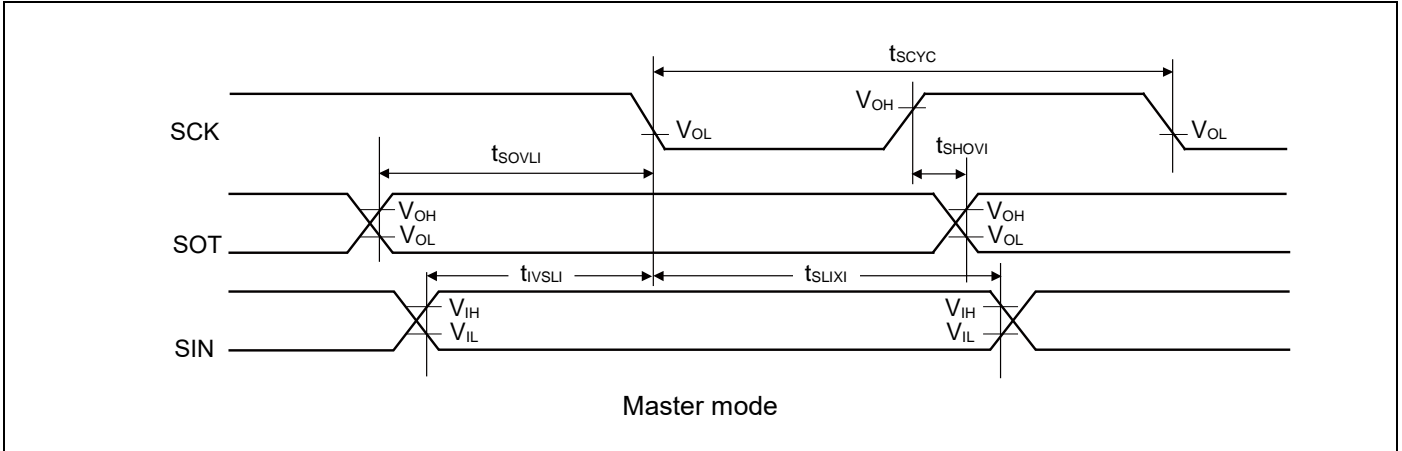 tSCYC
VOH
SCK
VOL
VOL
tSHOVI
tSOVLI
VOH
VOH
SOT
VOL
VOL
tIVSLI
tSLIXI
VIH
VIH
VIL
VIL
SIN
Master mode